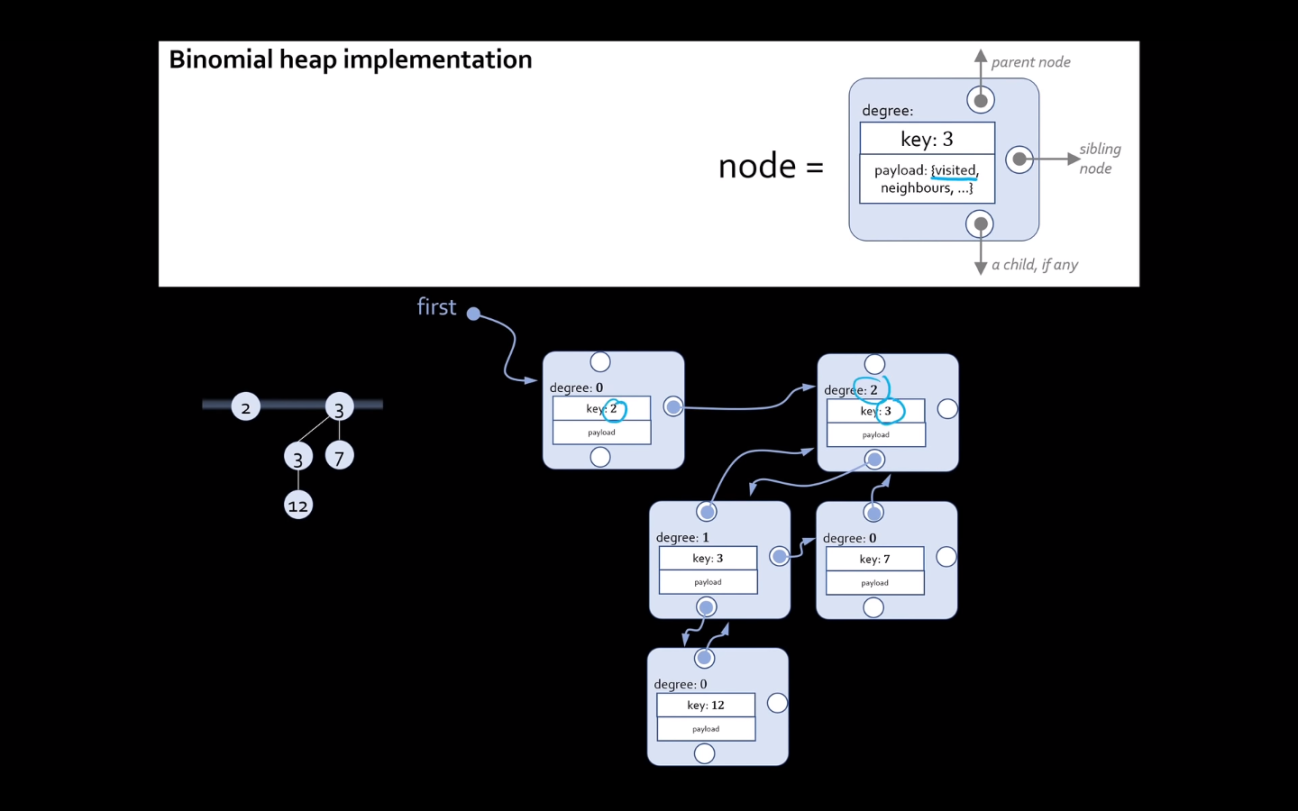 Binomial heap implementation
parent node
degree:
key: 3
node =
sibling
node
payload: {visited,
neighbours, ...}
a child, if any
first
degree: 0
key: 2
payload
degree: 2
key: 3
payload
2
3
3
7
12
degree: 1
key: 3
payload
degree: 0
key: 7
payload
degree: 0
key: 12
payload